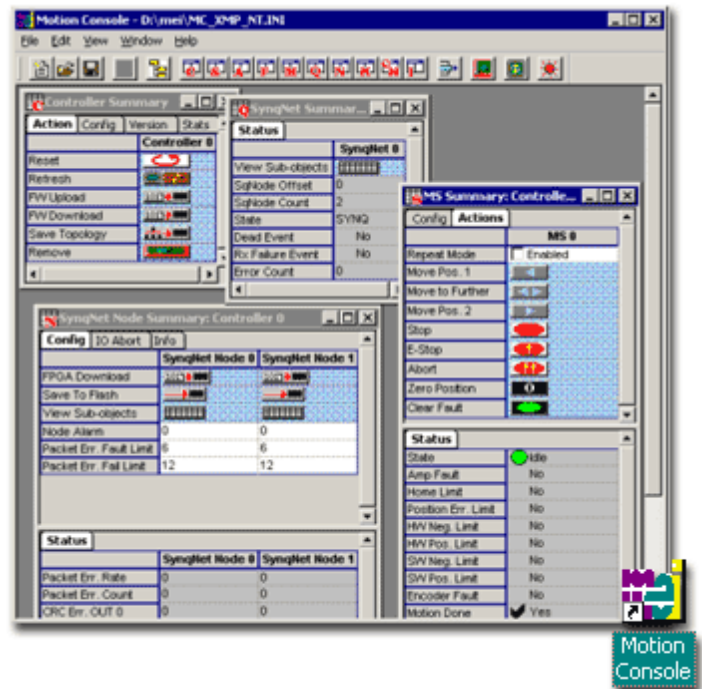 Motion Console - D:\mei\MC_XMP_NT.INI
File Edit View Window Help
Controller Summary
Action Config Version Stats
Controller 0
Reset
Refresh
FW Upload
FW Download
Save Topology
Remove
SynqNet Summar...
Status
SynqNet 0
View Sub-objects
SqNode Offset 0
SqNode Count 2
State SYNQ
Dead Event No
Rx Failure Event No
Error Count 0
MS Summary: Controlle...
Config Actions
MS 0
Repeat Mode Enabled
Move Pos. 1
Move to Further
Move Pos. 2
Stop
E-Stop
Abort
Zero Position 0
Clear Fault
Status
State Idle
Amp Fault No
Home Limit No
Position Err. Limit No
HW Neg. Limit No
HW Pos. Limit No
SW Neg. Limit No
SW Pos. Limit No
Encoder Fault No
Motion Done Yes
SynqNet Node Summary: Controller 0
Config IO Abort Info
SynqNet Node 0 SynqNet Node 1
FPGA Download
Save To Flash
View Sub-objects
Node Alarm 0 0
Packet Err. Fault Limit 6 6
Packet Err. Fail Limit 12 12
Status
SynqNet Node 0 SynqNet Node 1
Packet Err. Rate 0 0
Packet Err. Count 0 0
CRC Err. OUT 0 0 0
Motion
Console